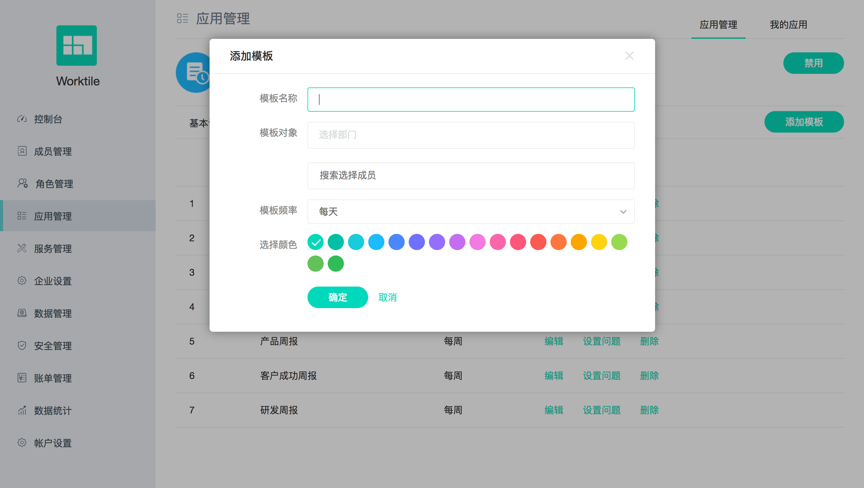 Worktile
控制台
成员管理
角色管理
应用管理
服务管理
企业设置
数据管理
安全管理
账单管理
数据统计
帐户设置
应用管理
应用管理
我的应用
禁用
基本
添加模板
添加模板
模板名称
模板对象
选择部门
搜索选择成员
模板频率
每天
选择颜色
确定
取消
1
2
3
4
5 产品周报 每周 编辑 设置问题 删除
6 客户成功周报 每周 编辑 设置问题 删除
7 研发周报 每周 编辑 设置问题 删除